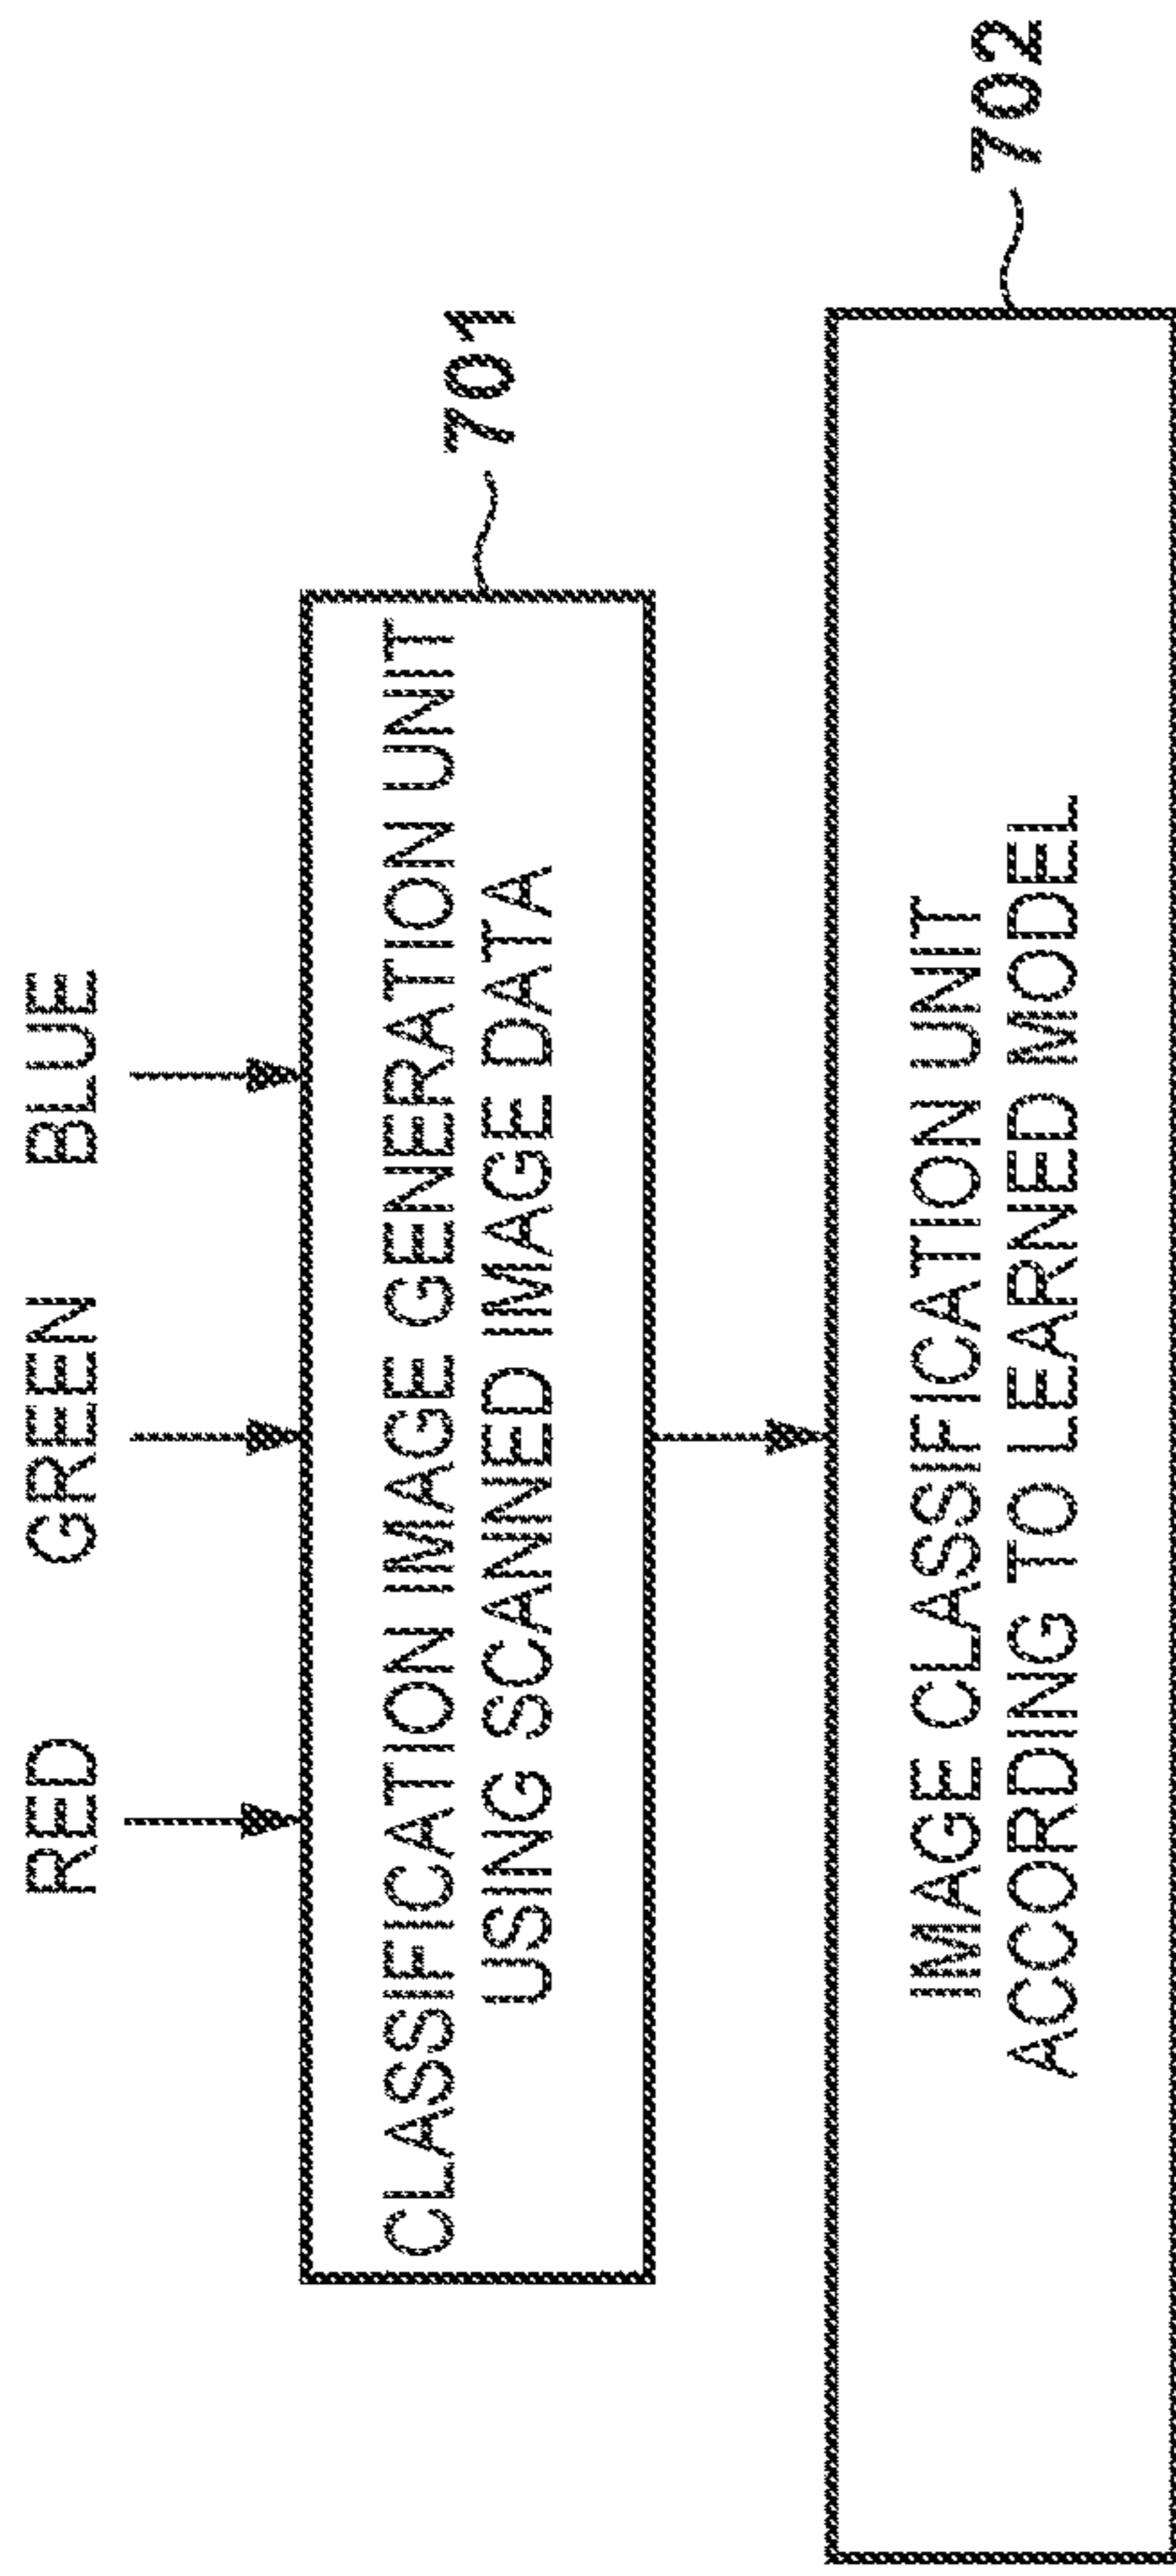 RED GREEN BLUE
CLASSIFICATION IMAGE GENERATION UNIT
USING SCANNED IMAGE DATA
701
IMAGE CLASSIFICATION UNIT
ACCORDING TO LEARNED MODEL
702